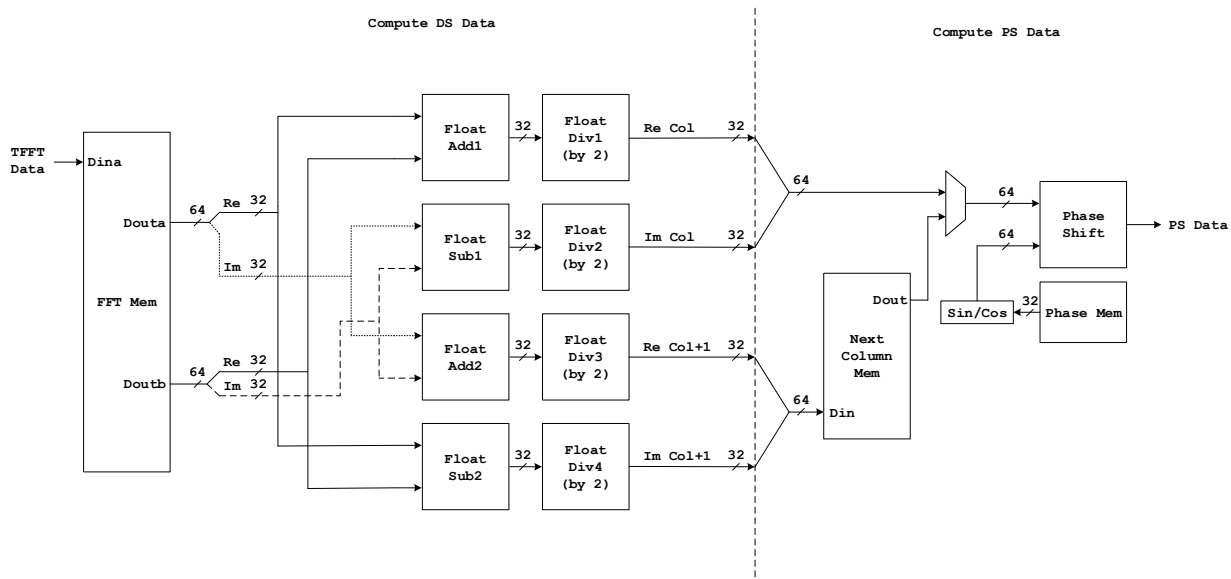 Compute DS Data
Compute PS Data
TFFT
Data
Dina
Douta
FFT Mem
Doutb
64
Re 32
Im 32
64
Re 32
Im 32
Float
Add1
32
Float
Div1
(by 2)
Re Col 32
Float
Sub1
32
Float
Div2
(by 2)
Im Col 32
Float
Add2
32
Float
Div3
(by 2)
Re Col+1 32
Float
Sub2
32
Float
Div4
(by 2)
Im Col+1 32
64
64
Dout
Next
Column
Mem
Din
64
64
Phase
Shift
PS Data
Sin/Cos
32
Phase Mem